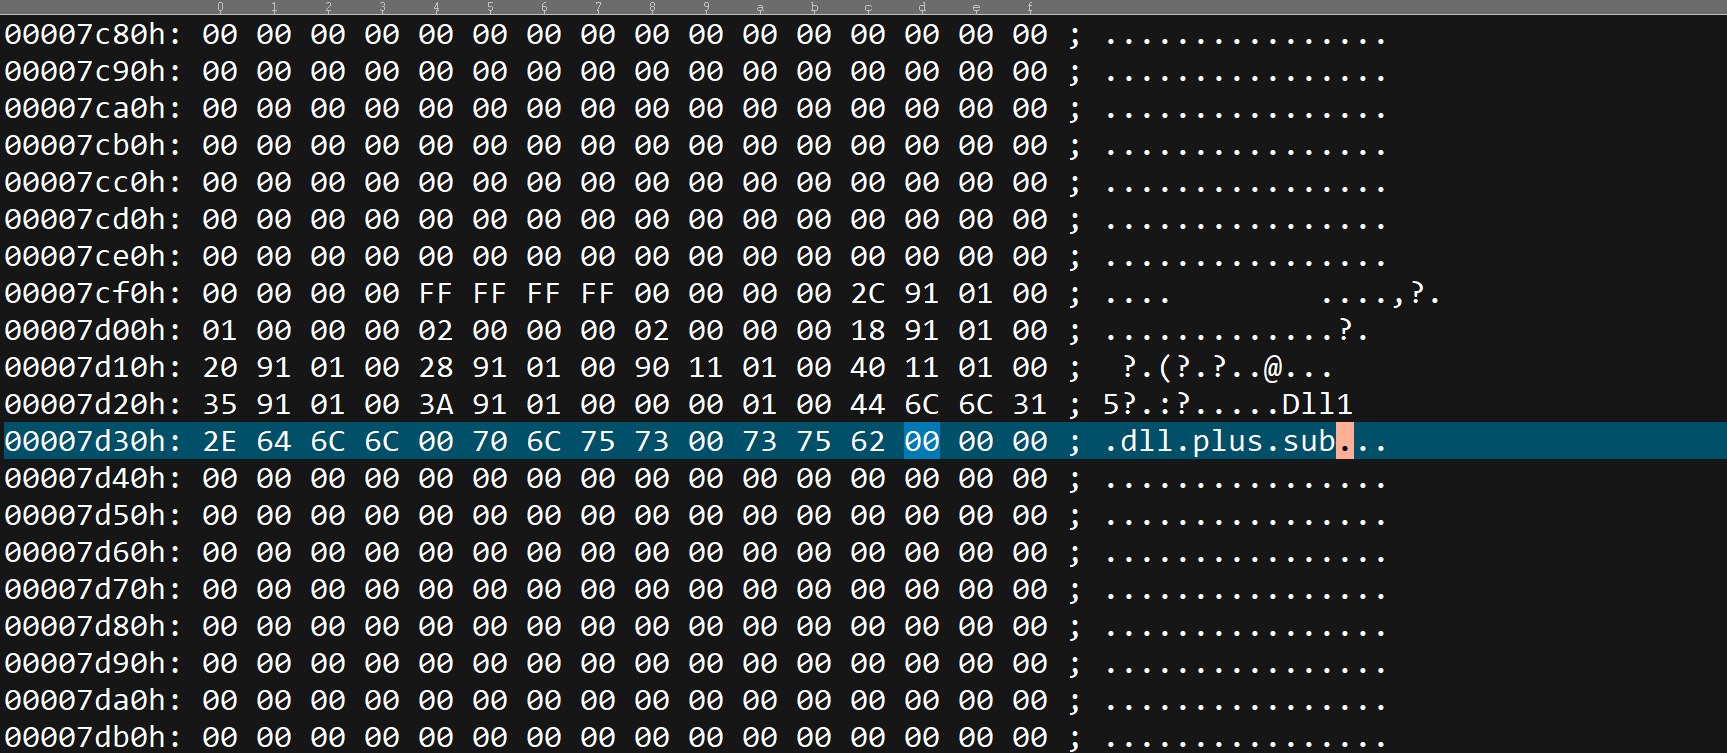 0 1 2 3 4 5 6 7 8 9 a b c d e f
00007c80h: 00 00 00 00 00 00 00 00 00 00 00 00 00 00 00 00 ; ................
00007c90h: 00 00 00 00 00 00 00 00 00 00 00 00 00 00 00 00 ; ................
00007ca0h: 00 00 00 00 00 00 00 00 00 00 00 00 00 00 00 00 ; ................
00007cb0h: 00 00 00 00 00 00 00 00 00 00 00 00 00 00 00 00 ; ................
00007cc0h: 00 00 00 00 00 00 00 00 00 00 00 00 00 00 00 00 ; ................
00007cd0h: 00 00 00 00 00 00 00 00 00 00 00 00 00 00 00 00 ; ................
00007ce0h: 00 00 00 00 00 00 00 00 00 00 00 00 00 00 00 00 ; ................
00007cf0h: 00 00 00 00 FF FF FF FF 00 00 00 00 2C 91 01 00 ; .... ....,?.
00007d00h: 01 00 00 00 02 00 00 00 02 00 00 00 18 91 01 00 ; .............?.
00007d10h: 20 91 01 00 28 91 01 00 90 11 01 00 40 11 01 00 ; ?.(?.?..@...
00007d20h: 35 91 01 00 3A 91 01 00 00 00 01 00 44 6C 6C 31 ; 5?.:?.....Dll1
00007d30h: 2E 64 6C 6C 00 70 6C 75 73 00 73 75 62 00 00 00 ; .dll.plus.sub...
00007d40h: 00 00 00 00 00 00 00 00 00 00 00 00 00 00 00 00 ; ................
00007d50h: 00 00 00 00 00 00 00 00 00 00 00 00 00 00 00 00 ; ................
00007d60h: 00 00 00 00 00 00 00 00 00 00 00 00 00 00 00 00 ; ................
00007d70h: 00 00 00 00 00 00 00 00 00 00 00 00 00 00 00 00 ; ................
00007d80h: 00 00 00 00 00 00 00 00 00 00 00 00 00 00 00 00 ; ................
00007d90h: 00 00 00 00 00 00 00 00 00 00 00 00 00 00 00 00 ; ................
00007da0h: 00 00 00 00 00 00 00 00 00 00 00 00 00 00 00 00 ; ................
00007db0h: 00 00 00 00 00 00 00 00 00 00 00 00 00 00 00 00 ; ................